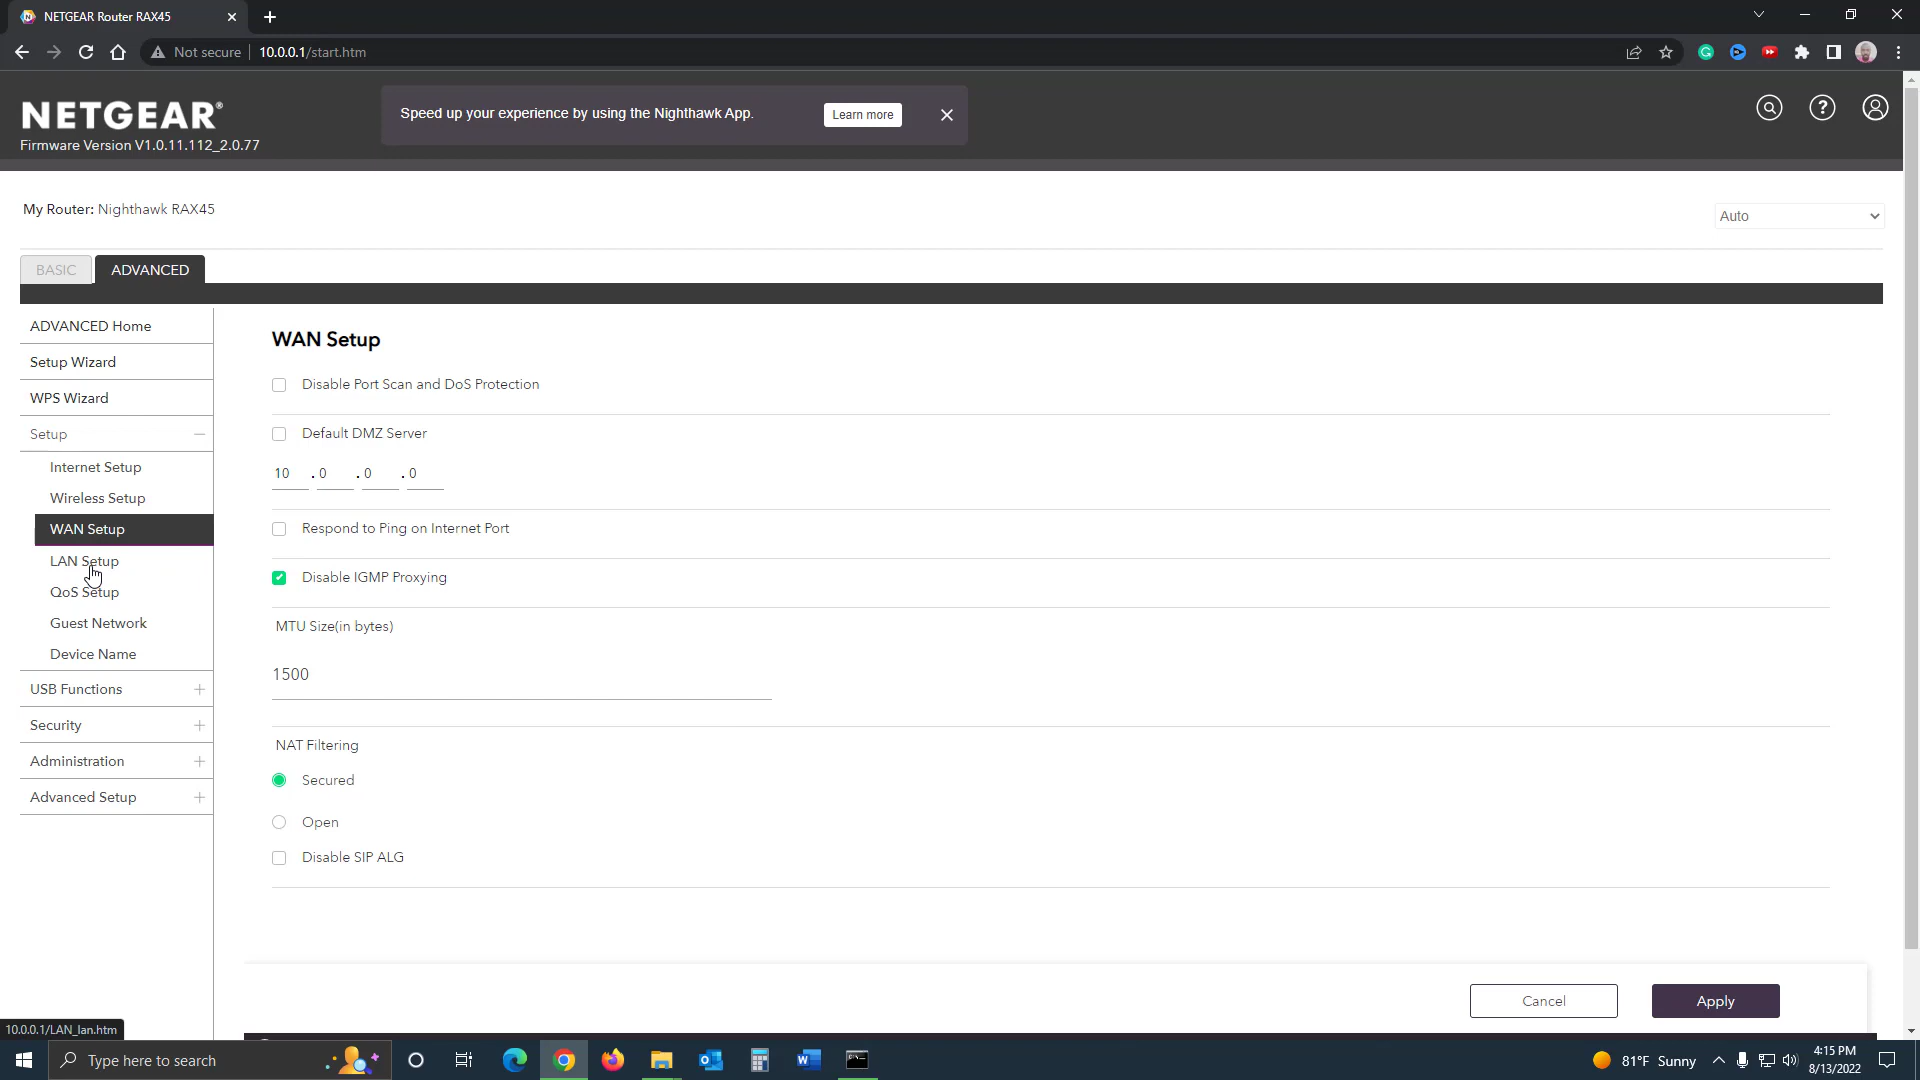 NETGEAR Router RAX45
Not secure
10.0.0.1/start.htm
NETGEAR®
Firmware Version V1.0.11.112_2.0.77
Speed up your experience by using the Nighthawk App.
Learn more
?
My Router: Nighthawk RAX45
Auto
BASIC
ADVANCED
ADVANCED Home
Setup Wizard
WPS Wizard
Setup
Internet Setup
Wireless Setup
WAN Setup
LAN Setup
QoS Setup
Guest Network
Device Name
USB Functions
Security
Administration
Advanced Setup
WAN Setup
Disable Port Scan and DoS Protection
Default DMZ Server
10 . 0 . 0 . 0
Respond to Ping on Internet Port
Disable IGMP Proxying
MTU Size(in bytes)
1500
NAT Filtering
Secured
Open
Disable SIP ALG
Cancel
Apply
10.0.0.1/LAN_lan.htm
Type here to search
81°F Sunny
4:15 PM
8/13/2022